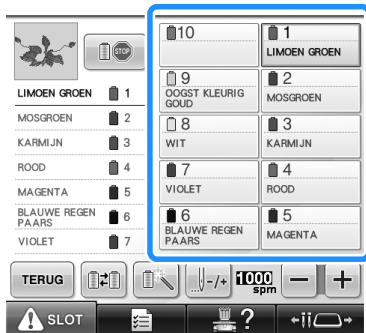 STOP
LIMOEN GROEN 1
MOSGROEN 2
KARMIJN 3
ROOD 4
MAGENTA 5
BLAUWE REGEN
PAARS 6
VIOLET 7
10
1
LIMOEN GROEN
9
OOGST KLEURIG
GOUD
2
MOSGROEN
8
WIT
3
KARMIJN
7
VIOLET
4
ROOD
6
BLAUWE REGEN
PAARS
5
MAGENTA
TERUG
-/+
1000
spm
SLOT
?